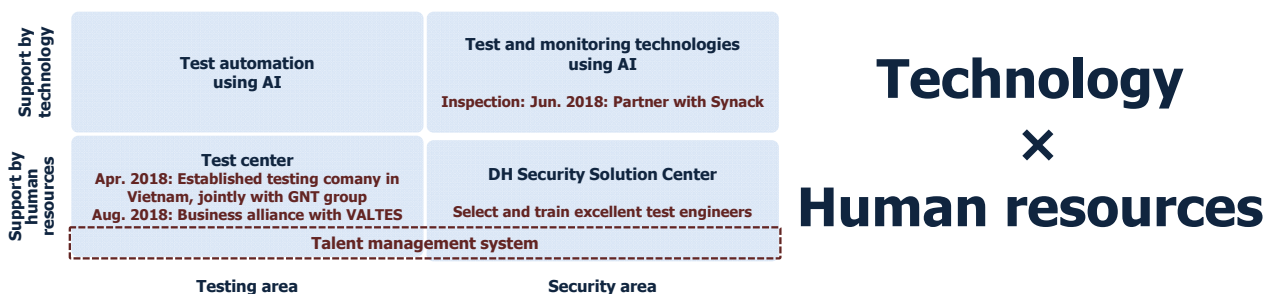 Support by
technology
Test automation
using AI
Test and monitoring technologies
using AI
Inspection: Jun. 2018: Partner with Synack
Support by
human
resources
Test center
Apr. 2018: Established testing comany in
Vietnam, jointly with GNT group
Aug. 2018: Business alliance with VALTES
DH Security Solution Center
Select and train excellent test engineers
Talent management system
Testing area
Security area
Technology
×
Human resources